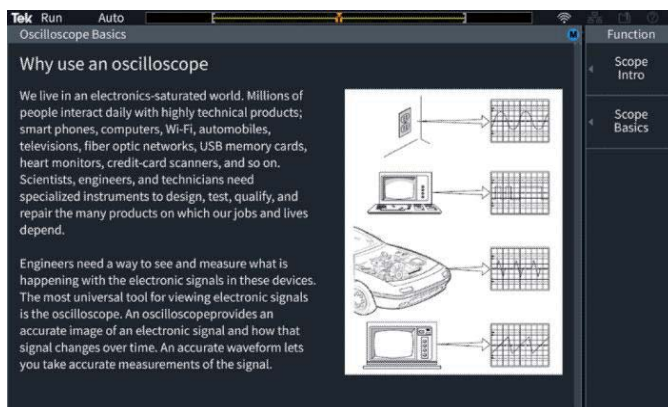 Tek Run Auto
Oscilloscope Basics
M
Function
Why use an oscilloscope
We live in an electronics-saturated world. Millions of
people interact daily with highly technical products;
smart phones, computers, Wi-Fi, automobiles,
televisions, fiber optic networks, USB memory cards,
heart monitors, credit-card scanners, and so on.
Scientists, engineers, and technicians need
specialized instruments to design, test, qualify, and
repair the many products on which our jobs and lives
depend.
Engineers need a way to see and measure what is
happening with the electronic signals in these devices.
The most universal tool for viewing electronic signals
is the oscilloscope. An oscilloscopeprovides an
accurate image of an electronic signal and how that
signal changes over time. An accurate waveform lets
you take accurate measurements of the signal.
Scope
Intro
Scope
Basics